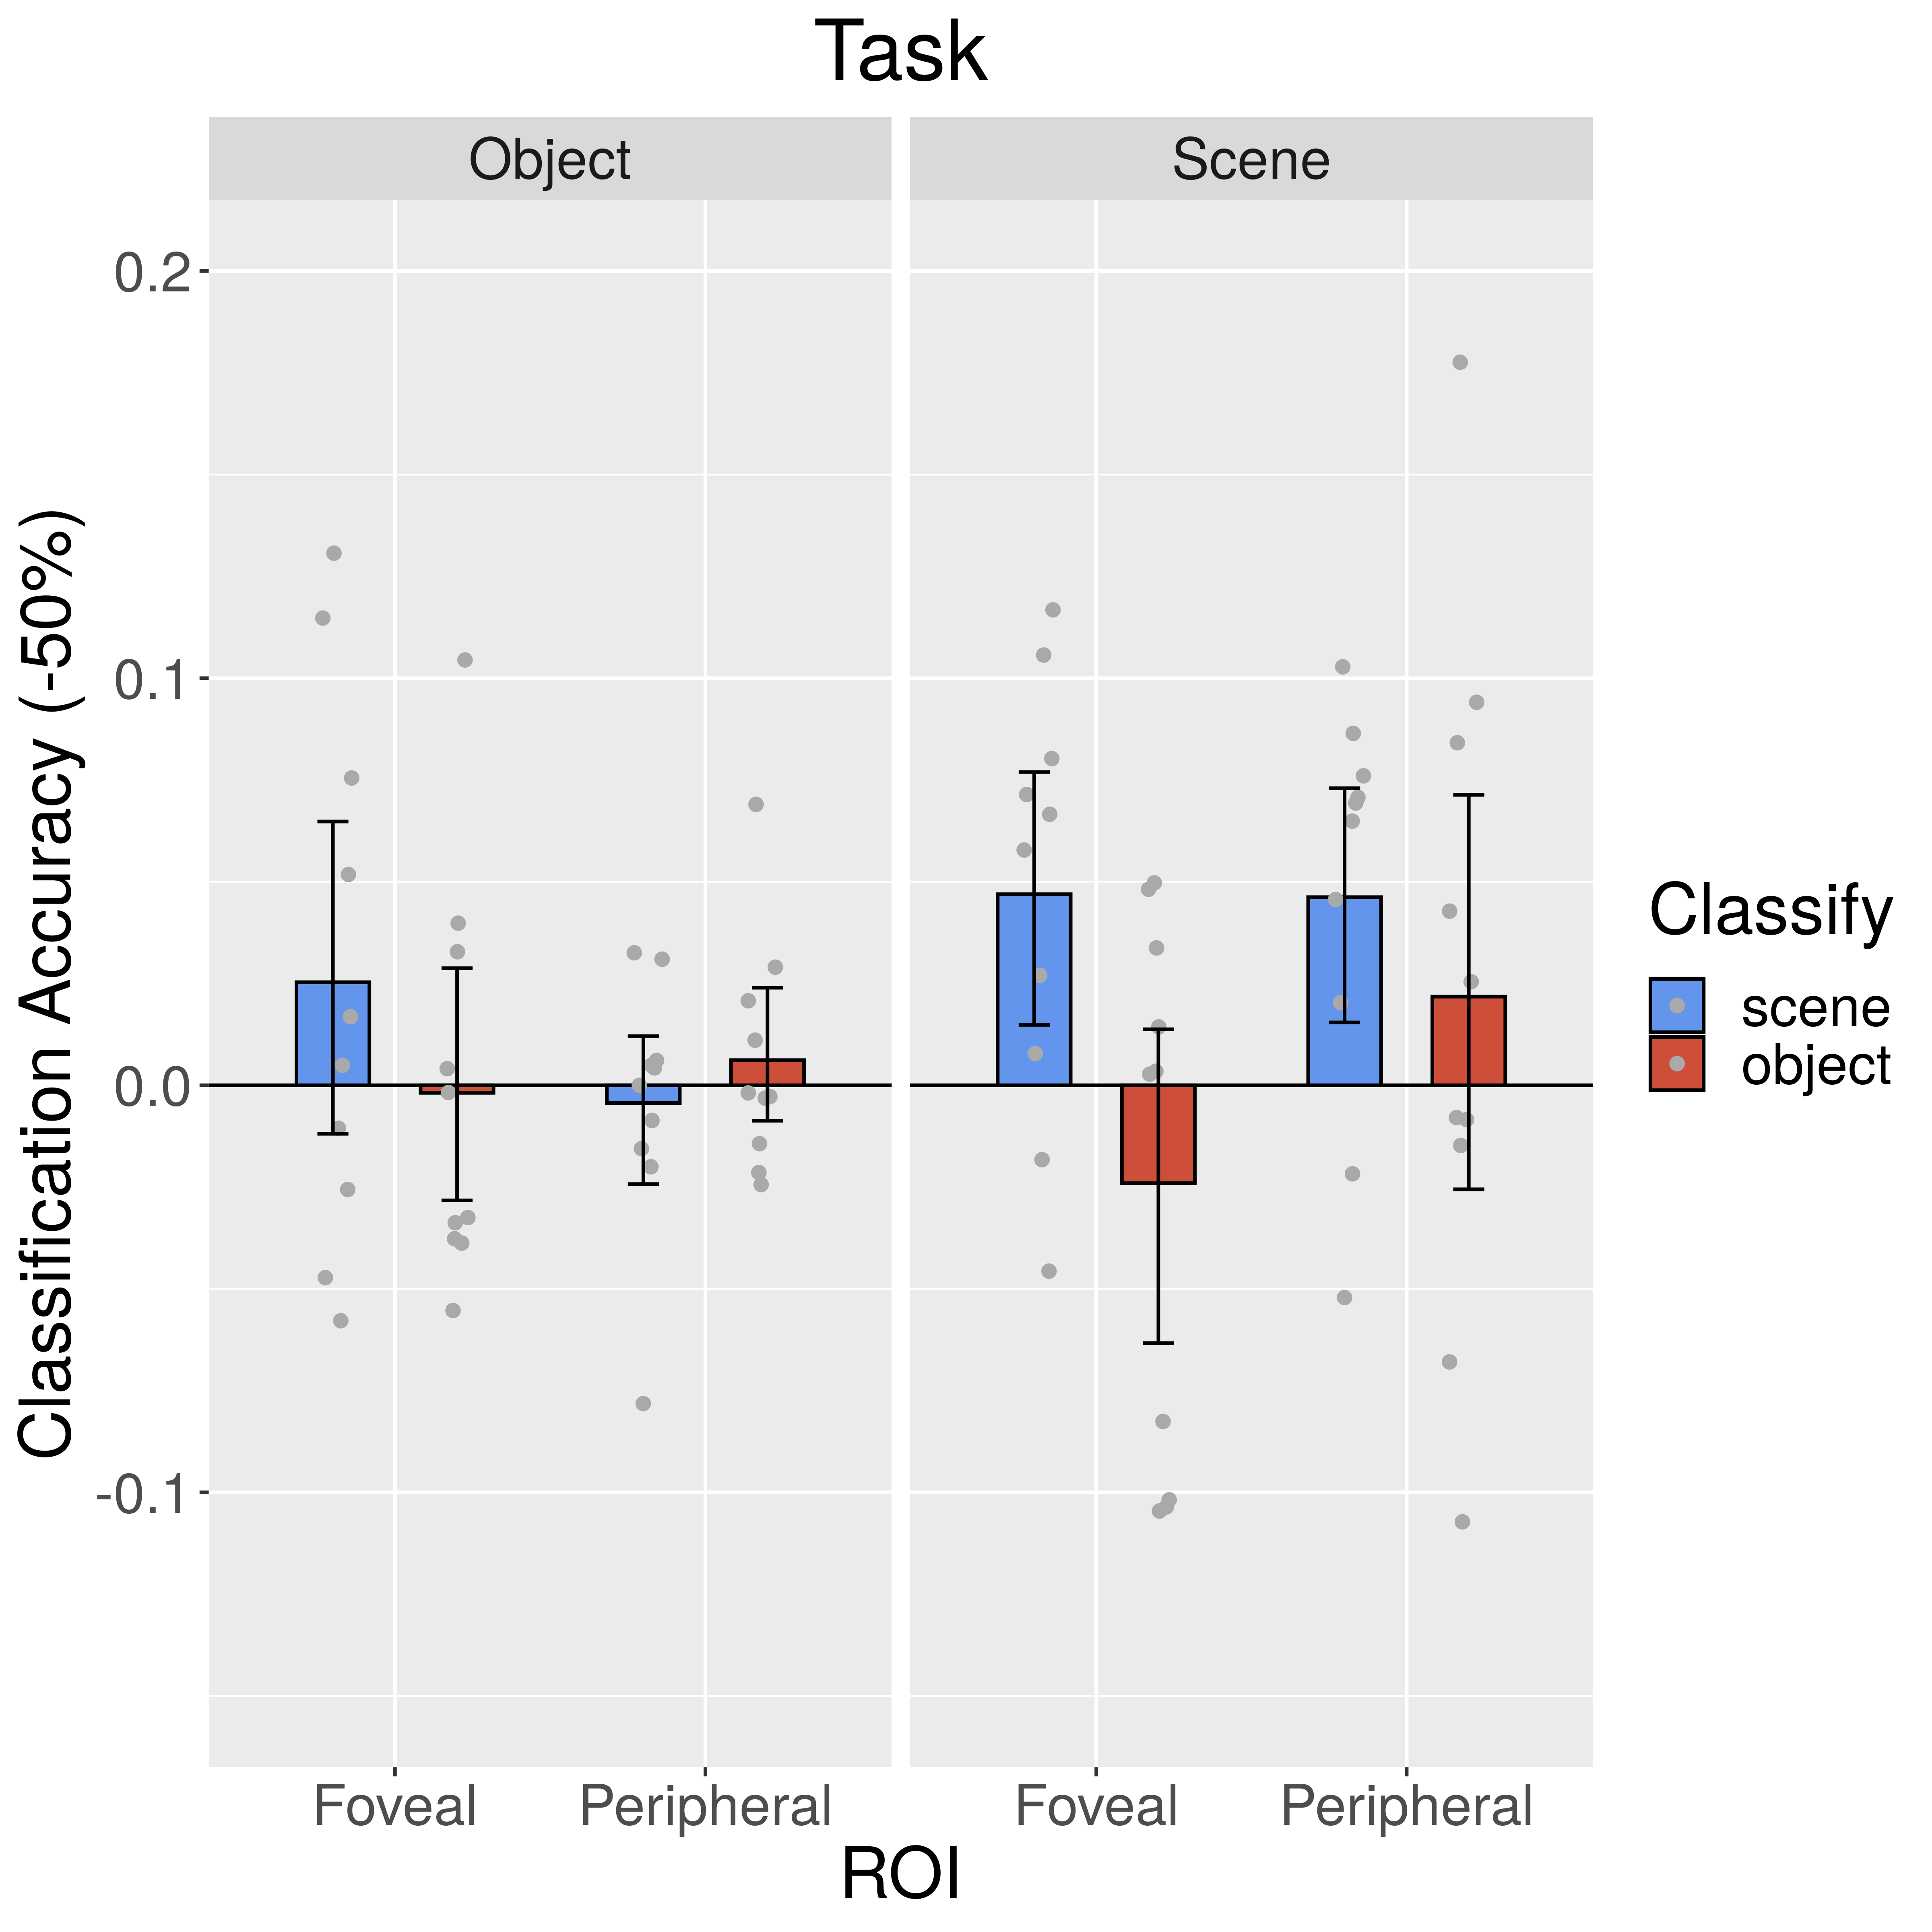 Task
Object
Scene
Classification Accuracy (-50%)
0.2
0.1
0.0
-0.1
Foveal
Peripheral
Foveal
Peripheral
ROI
Classify
scene
object